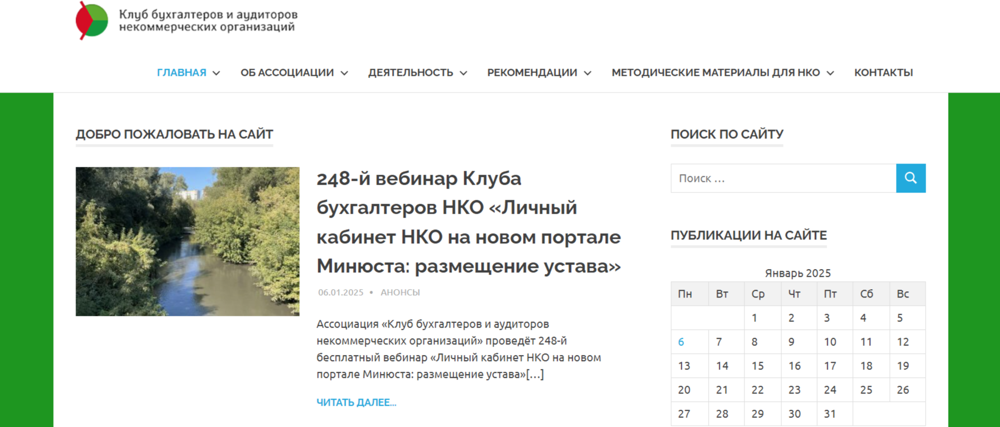 Клуб бухгалтеров и аудиторов
некоммерческих организаций
ГЛАВНАЯ ОБ АССОЦИАЦИИ ДЕЯТЕЛЬНОСТЬ РЕКОМЕНДАЦИИ МЕТОДИЧЕСКИЕ МАТЕРИАЛЫ ДЛЯ НКО КОНТАКТЫ
ДОБРО ПОЖАЛОВАТЬ НА САЙТ
248-й вебинар Клуба
бухгалтеров НКО «Личный
кабинет НКО на новом портале
Минюста: размещение устава»
06.01.2025 • АНОНСЫ
Ассоциация «Клуб бухгалтеров и аудиторов
некоммерческих организаций» проведёт 248-й
бесплатный вебинар «Личный кабинет НКО на новом
портале Минюста: размещение устава»[…]
ЧИТАТЬ ДАЛЕЕ...
ПОИСК ПО САЙТУ
Поиск …
ПУБЛИКАЦИИ НА САЙТЕ
Январь 2025
Пн Вт Ср Чт Пт Сб Вс
1 2 3 4 5
6 7 8 9 10 11 12
13 14 15 16 17 18 19
20 21 22 23 24 25 26
27 28 29 30 31